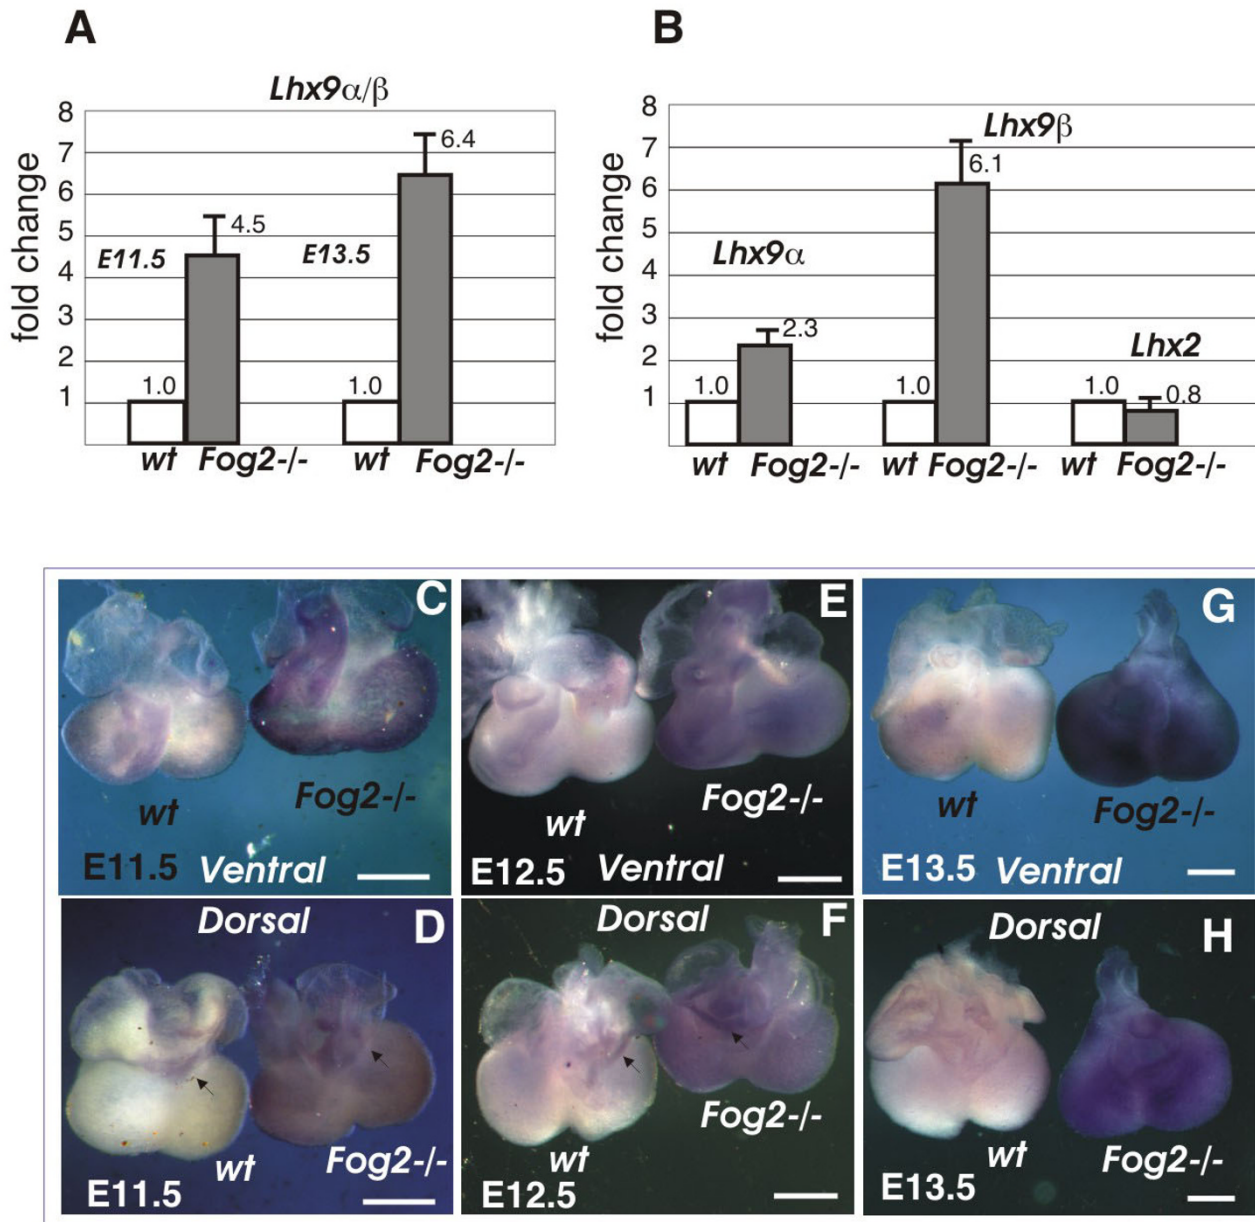 A
Lhx9α/β
fold change
8
7
6
5
4
3
2
1
E11.5
E13.5
1.0
4.5
1.0
6.4
wt Fog2-/- wt Fog2-/-
B
fold change
8
7
6
5
4
3
2
1
Lhx9α
Lhx9β
Lhx2
1.0
2.3
1.0
6.1
1.0
0.8
wt Fog2-/- wt Fog2-/- wt Fog2-/-
C
wt
Fog2-/-
E11.5 Ventral
E
Fog2-/-
wt
E12.5 Ventral
G
wt
Fog2-/-
E13.5 Ventral
Dorsal
D
wt
Fog2-/-
E11.5
Dorsal
F
Fog2-/-
wt
E12.5
Dorsal
H
wt
Fog2-/-
E13.5